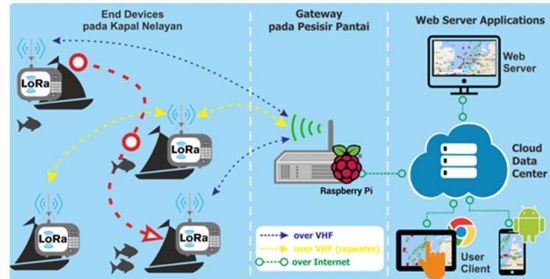 End Devices
pada Kapal Nelayan
Gateway
pada Pesisir Pantai
Web Server Applications
LoRa
LoRa
LoRa
LoRa
Raspberry Pi
Web
Server
Cloud
Data
Center
User
Client
over VHF
over VHF (repeater)
over Internet